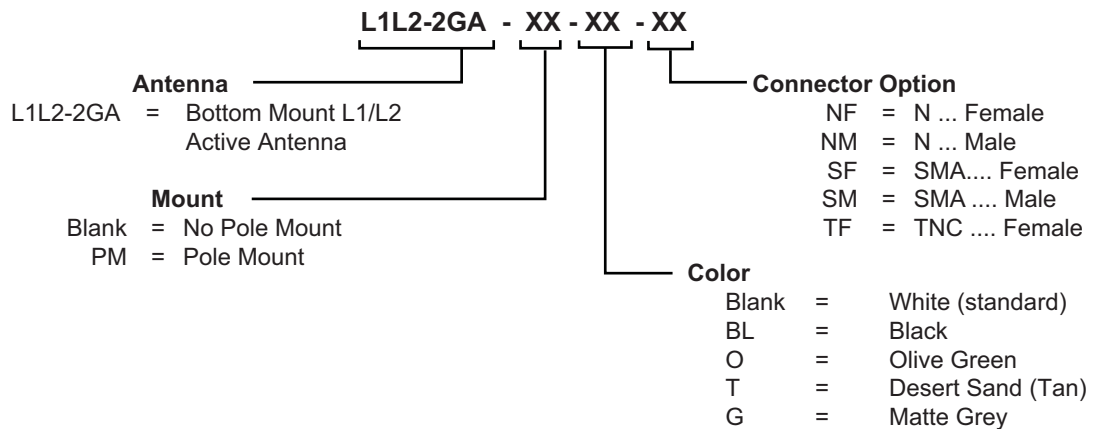 L1L2-2GA - XX - XX - XX
Antenna
L1L2-2GA = Bottom Mount L1/L2
Active Antenna
Mount
Blank = No Pole Mount
PM = Pole Mount
Connector Option
NF = N ... Female
NM = N ... Male
SF = SMA.... Female
SM = SMA .... Male
TF = TNC .... Female
Color
Blank = White (standard)
BL = Black
O = Olive Green
T = Desert Sand (Tan)
G = Matte Grey